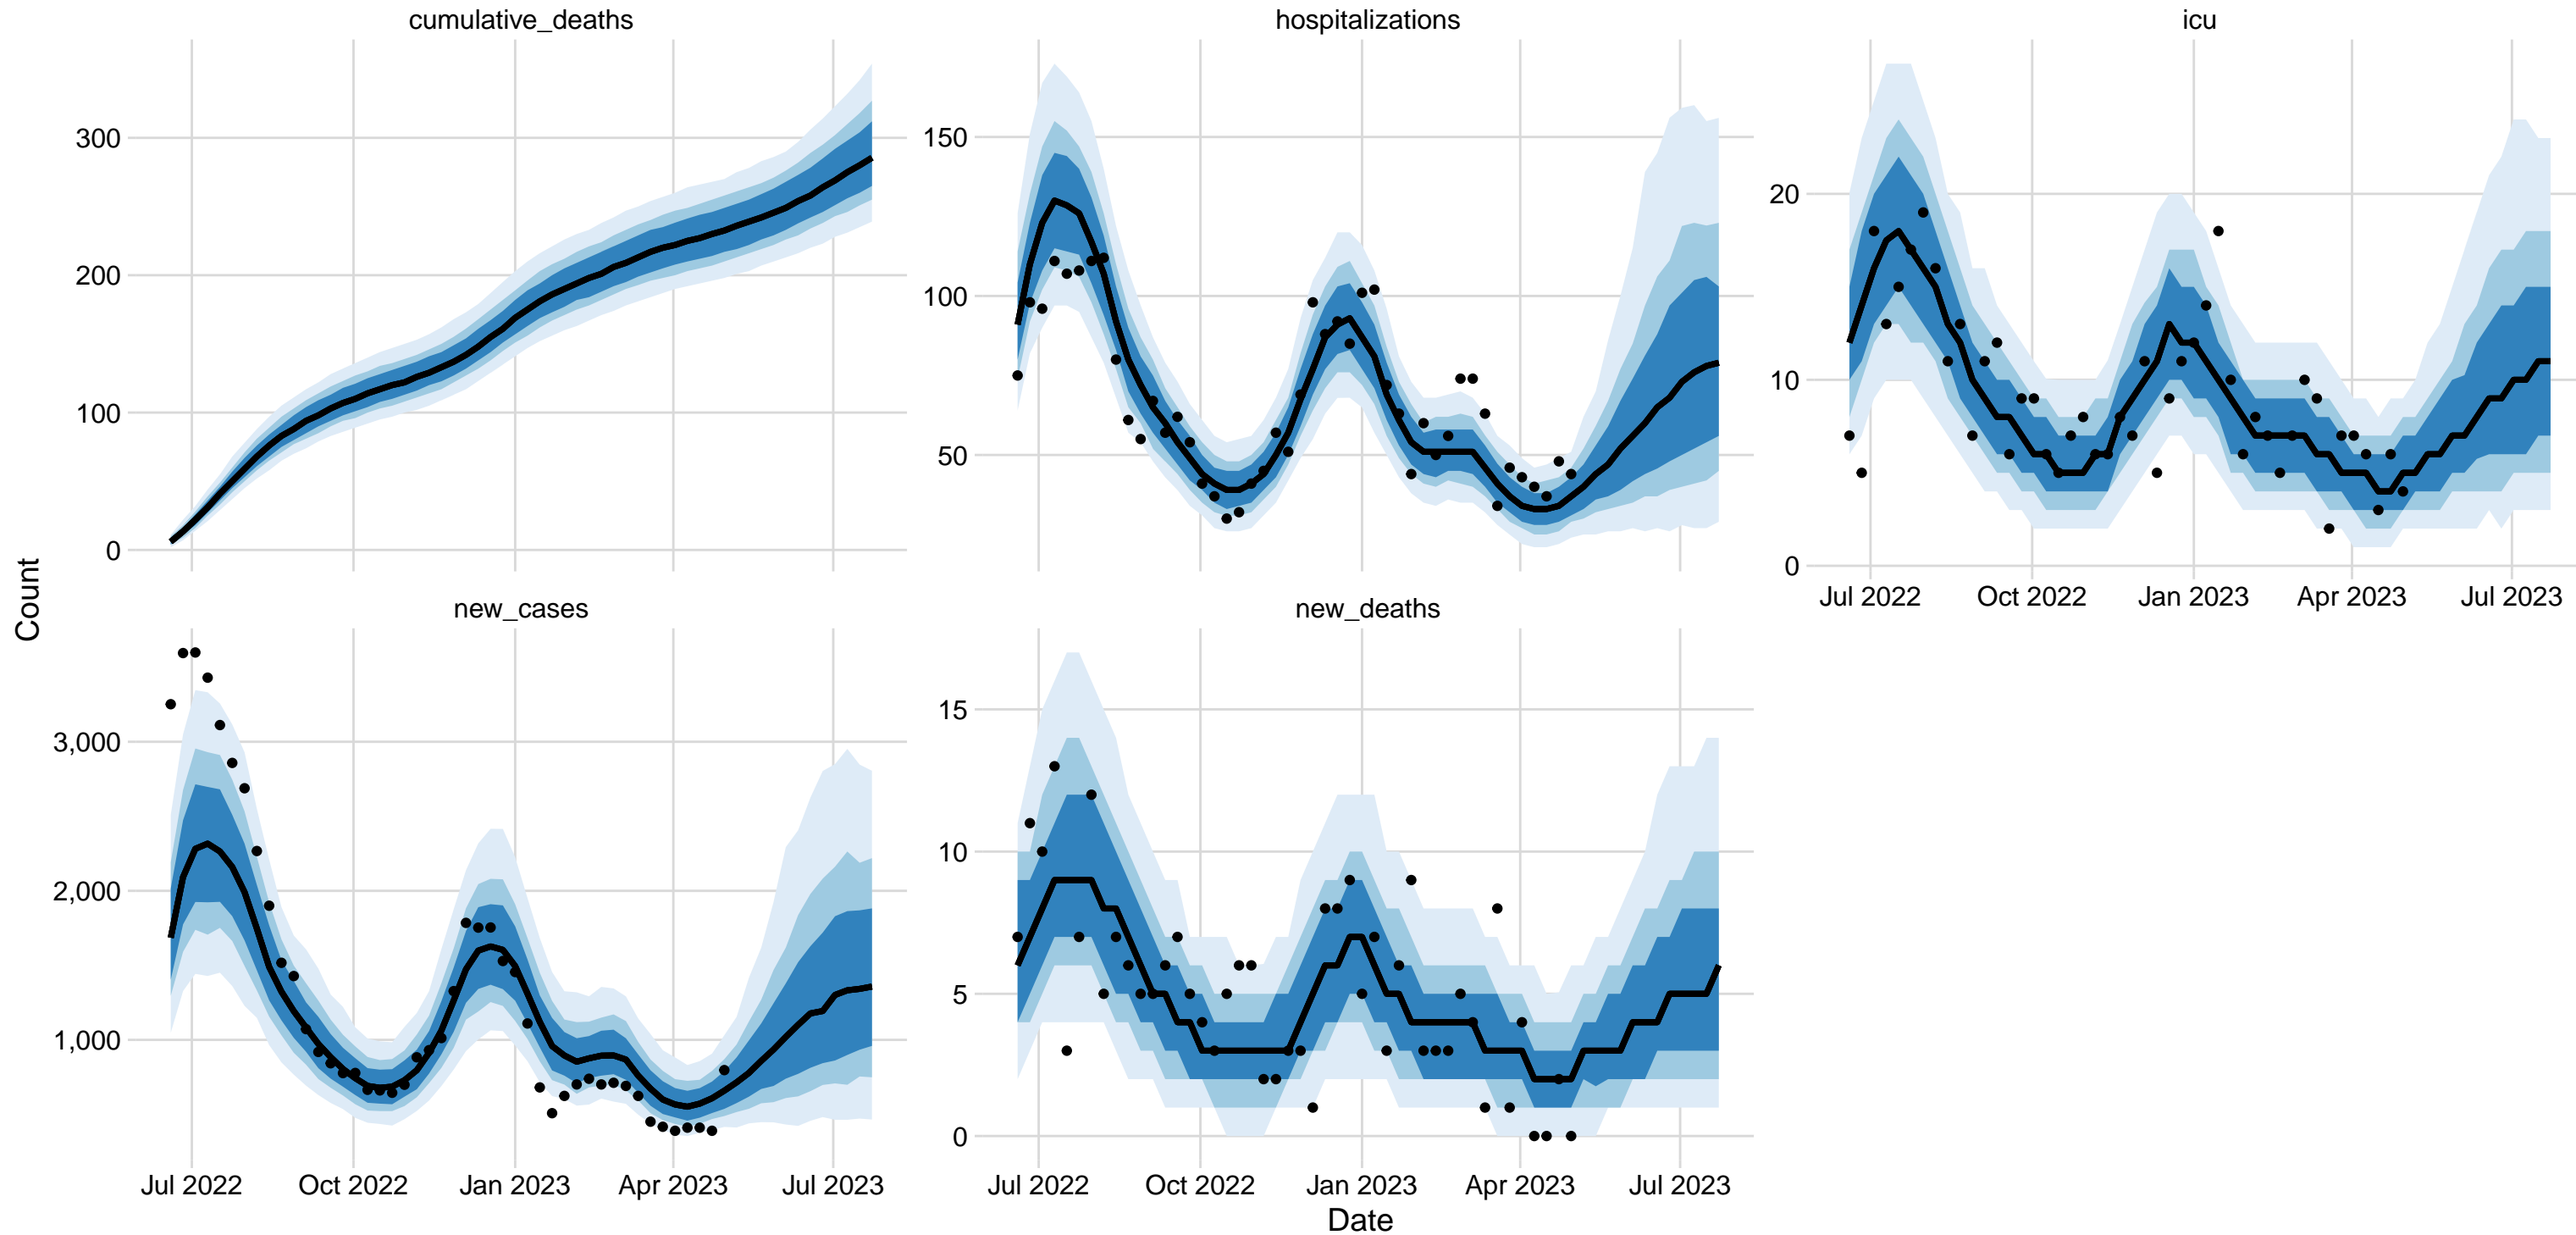 cumulative_deaths
hospitalizations
icu
300
200
100
0
150
100
50
20
10
0
Jul 2022 Oct 2022 Jan 2023 Apr 2023 Jul 2023
Count
new_cases
new_deaths
3,000
2,000
1,000
15
10
5
0
Jul 2022 Oct 2022 Jan 2023 Apr 2023 Jul 2023
Jul 2022 Oct 2022 Jan 2023 Apr 2023 Jul 2023
Date